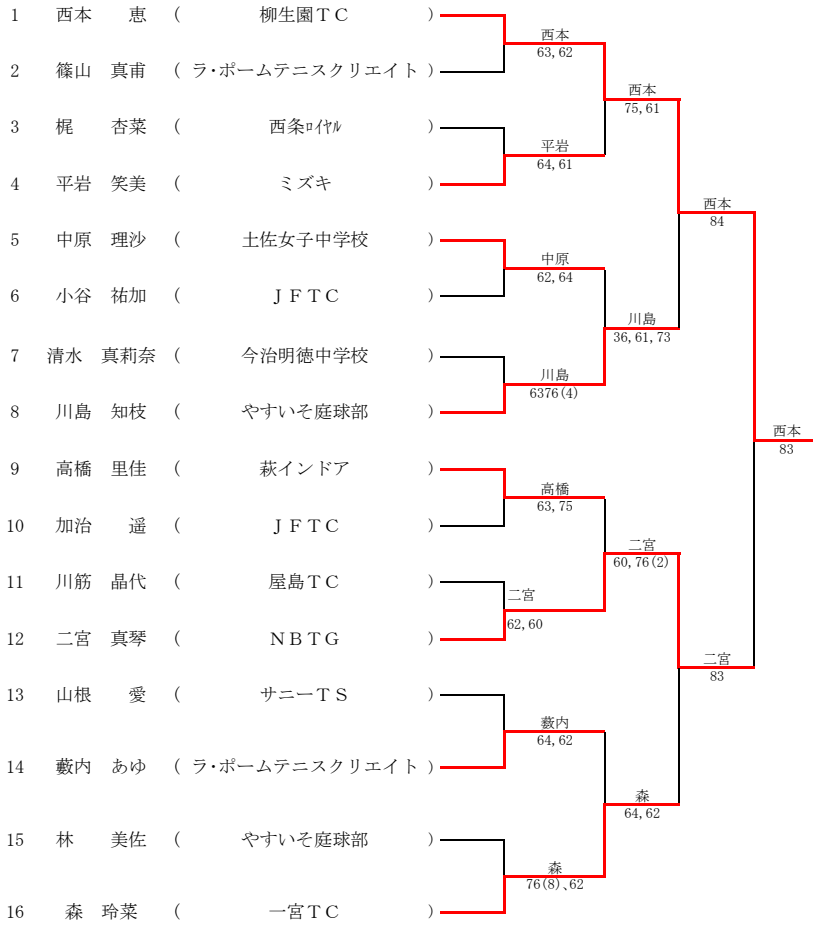 1 西本 恵 ( 柳生園TC )
2 篠山 真甫 ( ラ・ポームテニスクリエイト )
3 梶 杏菜 ( 西条ﾛｲﾔﾙ )
4 平岩 笑美 ( ミズキ )
5 中原 理沙 ( 土佐女子中学校 )
6 小谷 祐加 ( JFTC )
7 清水 真莉奈 ( 今治明徳中学校 )
8 川島 知枝 ( やすいそ庭球部 )
9 高橋 里佳 ( 萩インドア )
10 加治 遥 ( JFTC )
11 川筋 晶代 ( 屋島TC )
12 二宮 真琴 ( NBTG )
13 山根 愛 ( サニーTS )
14 藪内 あゆ ( ラ・ポームテニスクリエイト )
15 林 美佐 ( やすいそ庭球部 )
16 森 玲菜 ( 一宮TC )
西本
63,62
平岩
64,61
中原
62,64
川島
6376(4)
高橋
63,75
二宮
62,60
藪内
64,62
森
76(8)、62
西本
75,61
川島
36,61,73
二宮
60,76(2)
森
64,62
西本
84
二宮
83
西本
83